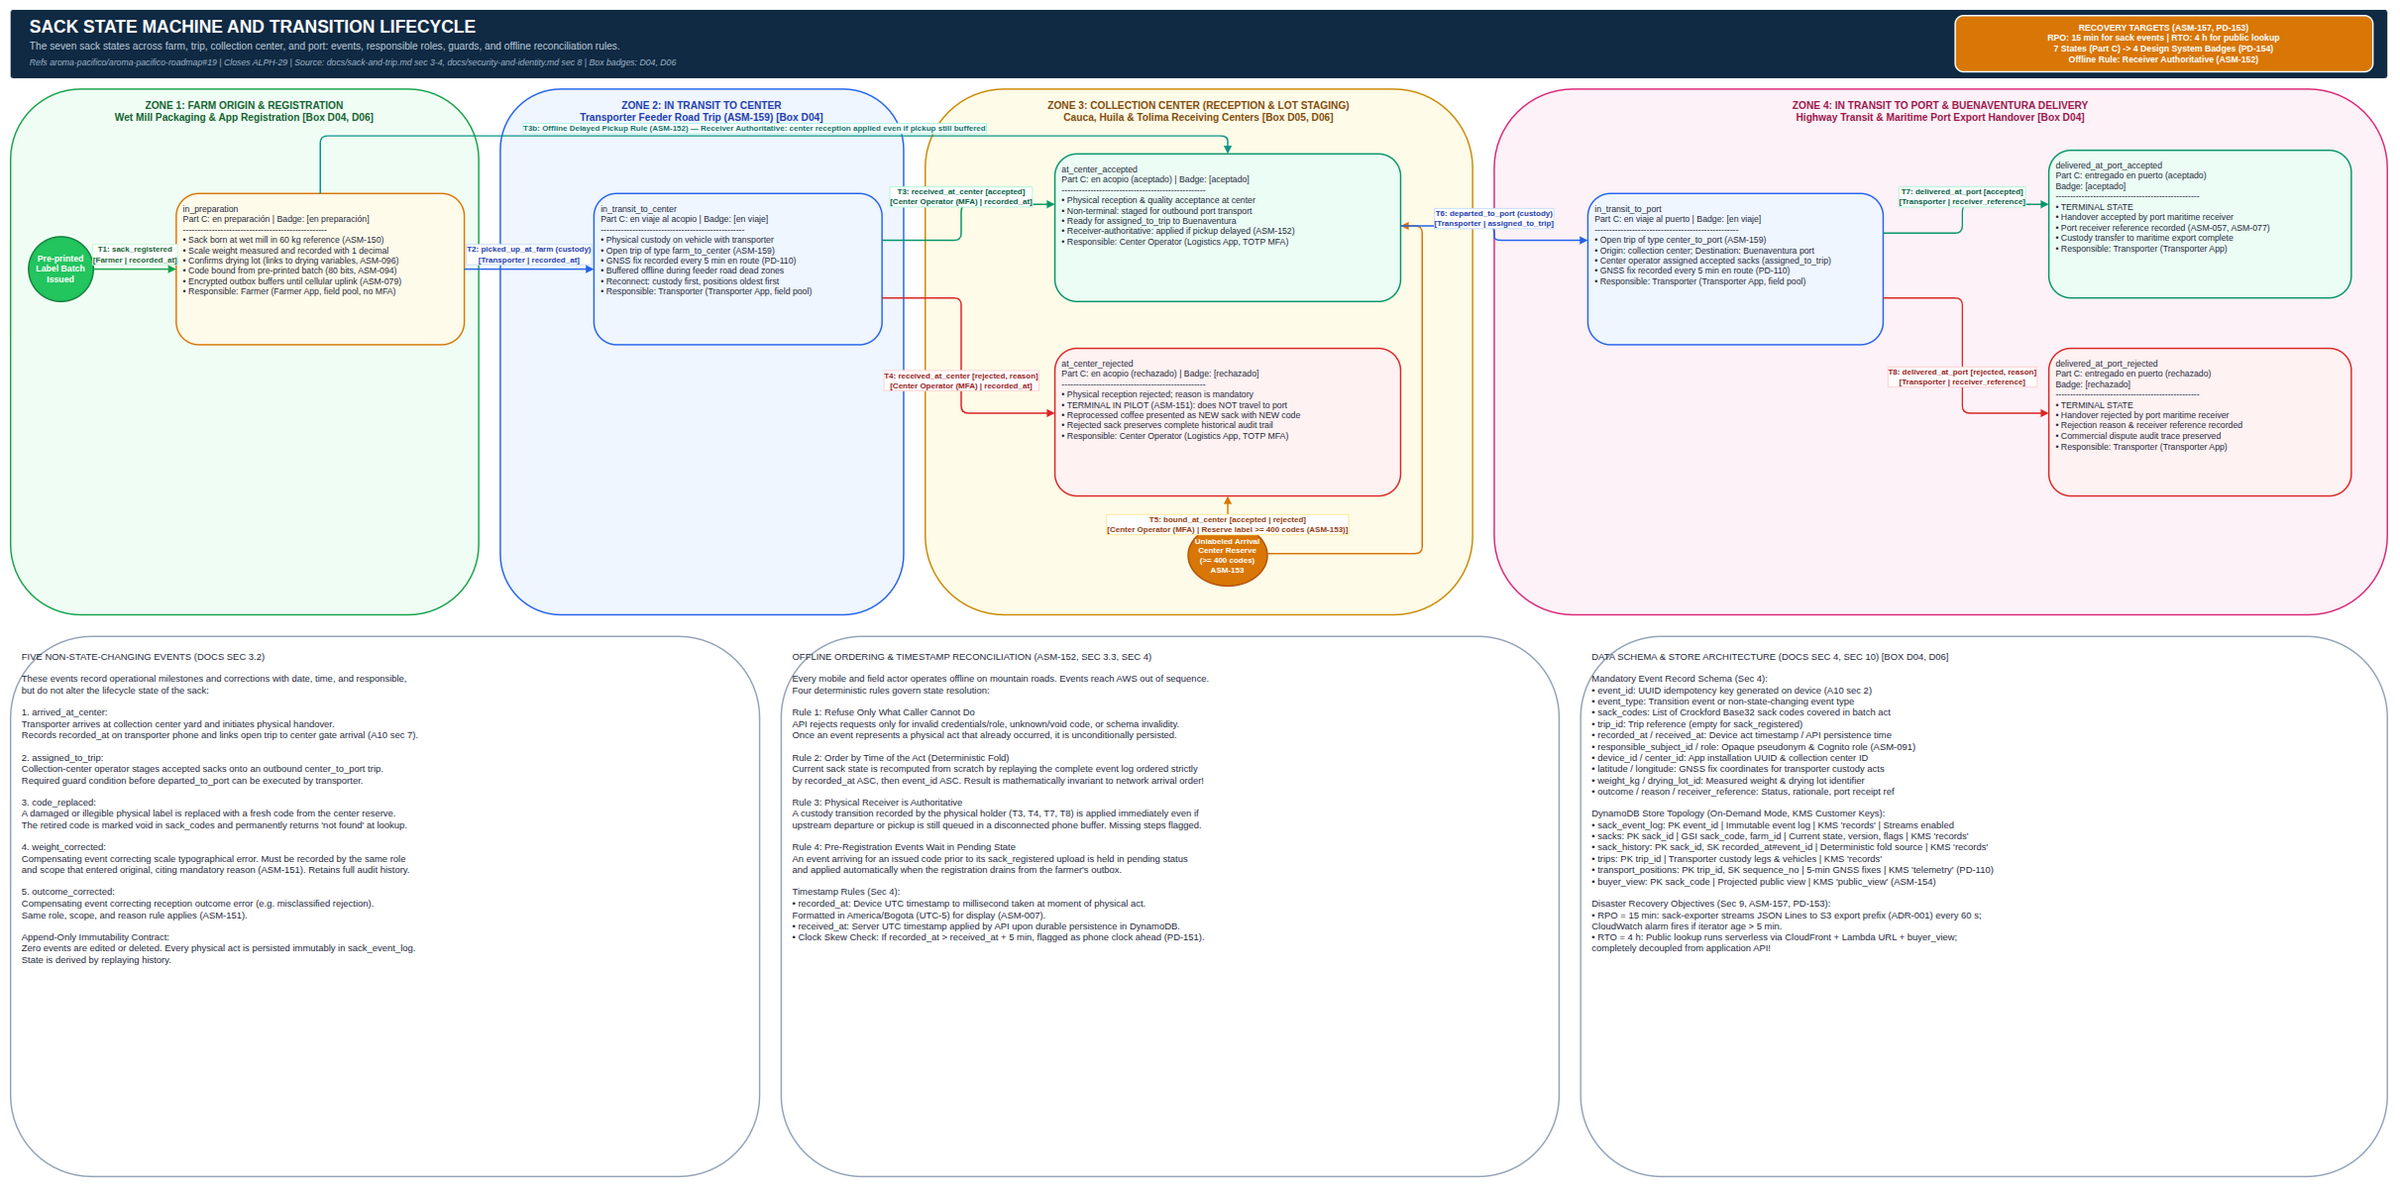 SACK STATE MACHINE AND TRANSITION LIFECYCLE
The seven sack states across farm, trip, collection center, and port: events, responsible roles, guards, and offline reconciliation rules.
Refs aroma-pacifico/aroma-pacifico-roadmap#19 | Closes ALPH-29 | Source: docs/sack-and-trip.md sec 3-4, docs/security-and-identity.md sec 8 | Box badges: D04, D06
RECOVERY TARGETS (ASM-157, PD-153)
RPO: 15 min for sack events | RTO: 4 h for public lookup
7 States (Part C) -> 4 Design System Badges (PD-154)
Offline Rule: Receiver Authoritative (ASM-152)
ZONE 1: FARM ORIGIN & REGISTRATION
Wet Mill Packaging & App Registration [Box D04, D06]
Pre-printed
Label Batch
Issued
T1: sack_registered
[Farmer | recorded_at]
in_preparation
Part C: en preparación | Badge: [en preparación]
--------------------------------------------------
• Sack born at wet mill in 60 kg reference (ASM-150)
• Scale weight measured and recorded with 1 decimal
• Confirms drying lot (links to drying variables, ASM-096)
• Code bound from pre-printed batch (80 bits, ASM-094)
• Encrypted outbox buffers until cellular uplink (ASM-079)
• Responsible: Farmer (Farmer App, field pool, no MFA)
ZONE 2: IN TRANSIT TO CENTER
Transporter Feeder Road Trip (ASM-159) [Box D04]
T3b: Offline Delayed Pickup Rule (ASM-152) — Receiver Authoritative: center reception applied even if pickup still buffered
T2: picked_up_at_farm (custody)
[Transporter | recorded_at]
in_transit_to_center
Part C: en viaje al acopio | Badge: [en viaje]
--------------------------------------------------
• Physical custody on vehicle with transporter
• Open trip of type farm_to_center (ASM-159)
• GNSS fix recorded every 5 min en route (PD-110)
• Buffered offline during feeder road dead zones
• Reconnect: custody first, positions oldest first
• Responsible: Transporter (Transporter App, field pool)
ZONE 3: COLLECTION CENTER (RECEPTION & LOT STAGING)
Cauca, Huila & Tolima Receiving Centers [Box D05, D06]
T3: received_at_center [accepted]
[Center Operator (MFA) | recorded_at]
at_center_accepted
Part C: en acopio (aceptado) | Badge: [aceptado]
--------------------------------------------------
• Physical reception & quality acceptance at center
• Non-terminal: staged for outbound port transport
• Ready for assigned_to_trip to Buenaventura
• Receiver-authoritative: applied if pickup delayed (ASM-152)
• Responsible: Center Operator (Logistics App, TOTP MFA)
T4: received_at_center [rejected, reason]
[Center Operator (MFA) | recorded_at]
at_center_rejected
Part C: en acopio (rechazado) | Badge: [rechazado]
--------------------------------------------------
• Physical reception rejected; reason is mandatory
• TERMINAL IN PILOT (ASM-151): does NOT travel to port
• Reprocessed coffee presented as NEW sack with NEW code
• Rejected sack preserves complete historical audit trail
• Responsible: Center Operator (Logistics App, TOTP MFA)
T5: bound_at_center [accepted | rejected]
[Center Operator (MFA) | Reserve label >= 400 codes (ASM-153)]
Unlabeled Arrival
Center Reserve
(>= 400 codes)
ASM-153
ZONE 4: IN TRANSIT TO PORT & BUENAVENTURA DELIVERY
Highway Transit & Maritime Port Export Handover [Box D04]
T6: departed_to_port (custody)
[Transporter | assigned_to_trip]
in_transit_to_port
Part C: en viaje al puerto | Badge: [en viaje]
--------------------------------------------------
• Open trip of type center_to_port (ASM-159)
• Origin: collection center; Destination: Buenaventura port
• Center operator assigned accepted sacks (assigned_to_trip)
• GNSS fix recorded every 5 min en route (PD-110)
• Responsible: Transporter (Transporter App, field pool)
T7: delivered_at_port [accepted]
[Transporter | receiver_reference]
delivered_at_port_accepted
Part C: entregado en puerto (aceptado)
Badge: [aceptado]
--------------------------------------------------
• TERMINAL STATE
• Handover accepted by port maritime receiver
• Port receiver reference recorded (ASM-057, ASM-077)
• Custody transfer to maritime export complete
• Responsible: Transporter (Transporter App)
T8: delivered_at_port [rejected, reason]
[Transporter | receiver_reference]
delivered_at_port_rejected
Part C: entregado en puerto (rechazado)
Badge: [rechazado]
--------------------------------------------------
• TERMINAL STATE
• Handover rejected by port maritime receiver
• Rejection reason & receiver reference recorded
• Commercial dispute audit trace preserved
• Responsible: Transporter (Transporter App)
FIVE NON-STATE-CHANGING EVENTS (DOCS SEC 3.2)
These events record operational milestones and corrections with date, time, and responsible,
but do not alter the lifecycle state of the sack:
1. arrived_at_center:
Transporter arrives at collection center yard and initiates physical handover.
Records recorded_at on transporter phone and links open trip to center gate arrival (A10 sec 7).
2. assigned_to_trip:
Collection-center operator stages accepted sacks onto an outbound center_to_port trip.
Required guard condition before departed_to_port can be executed by transporter.
3. code_replaced:
A damaged or illegible physical label is replaced with a fresh code from the center reserve.
The retired code is marked void in sack_codes and permanently returns 'not found' at lookup.
4. weight_corrected:
Compensating event correcting scale typographical error. Must be recorded by the same role
and scope that entered original, citing mandatory reason (ASM-151). Retains full audit history.
5. outcome_corrected:
Compensating event correcting reception outcome error (e.g. misclassified rejection).
Same role, scope, and reason rule applies (ASM-151).
Append-Only Immutability Contract:
Zero events are edited or deleted. Every physical act is persisted immutably in sack_event_log.
State is derived by replaying history.
OFFLINE ORDERING & TIMESTAMP RECONCILIATION (ASM-152, SEC 3.3, SEC 4)
Every mobile and field actor operates offline on mountain roads. Events reach AWS out of sequence.
Four deterministic rules govern state resolution:
Rule 1: Refuse Only What Caller Cannot Do
API rejects requests only for invalid credentials/role, unknown/void code, or schema invalidity.
Once an event represents a physical act that already occurred, it is unconditionally persisted.
Rule 2: Order by Time of the Act (Deterministic Fold)
Current sack state is recomputed from scratch by replaying the complete event log ordered strictly
by recorded_at ASC, then event_id ASC. Result is mathematically invariant to network arrival order!
Rule 3: Physical Receiver is Authoritative
A custody transition recorded by the physical holder (T3, T4, T7, T8) is applied immediately even if
upstream departure or pickup is still queued in a disconnected phone buffer. Missing steps flagged.
Rule 4: Pre-Registration Events Wait in Pending State
An event arriving for an issued code prior to its sack_registered upload is held in pending status
and applied automatically when the registration drains from the farmer's outbox.
Timestamp Rules (Sec 4):
• recorded_at: Device UTC timestamp to millisecond taken at moment of physical act.
Formatted in America/Bogota (UTC-5) for display (ASM-007).
• received_at: Server UTC timestamp applied by API upon durable persistence in DynamoDB.
• Clock Skew Check: If recorded_at > received_at + 5 min, flagged as phone clock ahead (PD-151).
DATA SCHEMA & STORE ARCHITECTURE (DOCS SEC 4, SEC 10) [BOX D04, D06]
Mandatory Event Record Schema (Sec 4):
• event_id: UUID idempotency key generated on device (A10 sec 2)
• event_type: Transition event or non-state-changing event type
• sack_codes: List of Crockford Base32 sack codes covered in batch act
• trip_id: Trip reference (empty for sack_registered)
• recorded_at / received_at: Device act timestamp / API persistence time
• responsible_subject_id / role: Opaque pseudonym & Cognito role (ASM-091)
• device_id / center_id: App installation UUID & collection center ID
• latitude / longitude: GNSS fix coordinates for transporter custody acts
• weight_kg / drying_lot_id: Measured weight & drying lot identifier
• outcome / reason / receiver_reference: Status, rationale, port receipt ref
DynamoDB Store Topology (On-Demand Mode, KMS Customer Keys):
• sack_event_log: PK event_id | Immutable event log | KMS 'records' | Streams enabled
• sacks: PK sack_id | GSI sack_code, farm_id | Current state, version, flags | KMS 'records'
• sack_history: PK sack_id, SK recorded_at#event_id | Deterministic fold source | KMS 'records'
• trips: PK trip_id | Transporter custody legs & vehicles | KMS 'records'
• transport_positions: PK trip_id, SK sequence_no | 5-min GNSS fixes | KMS 'telemetry' (PD-110)
• buyer_view: PK sack_code | Projected public view | KMS 'public_view' (ASM-154)
Disaster Recovery Objectives (Sec 9, ASM-157, PD-153):
• RPO = 15 min: sack-exporter streams JSON Lines to S3 export prefix (ADR-001) every 60 s;
CloudWatch alarm fires if iterator age > 5 min.
• RTO = 4 h: Public lookup runs serverless via CloudFront + Lambda URL + buyer_view;
completely decoupled from application API!